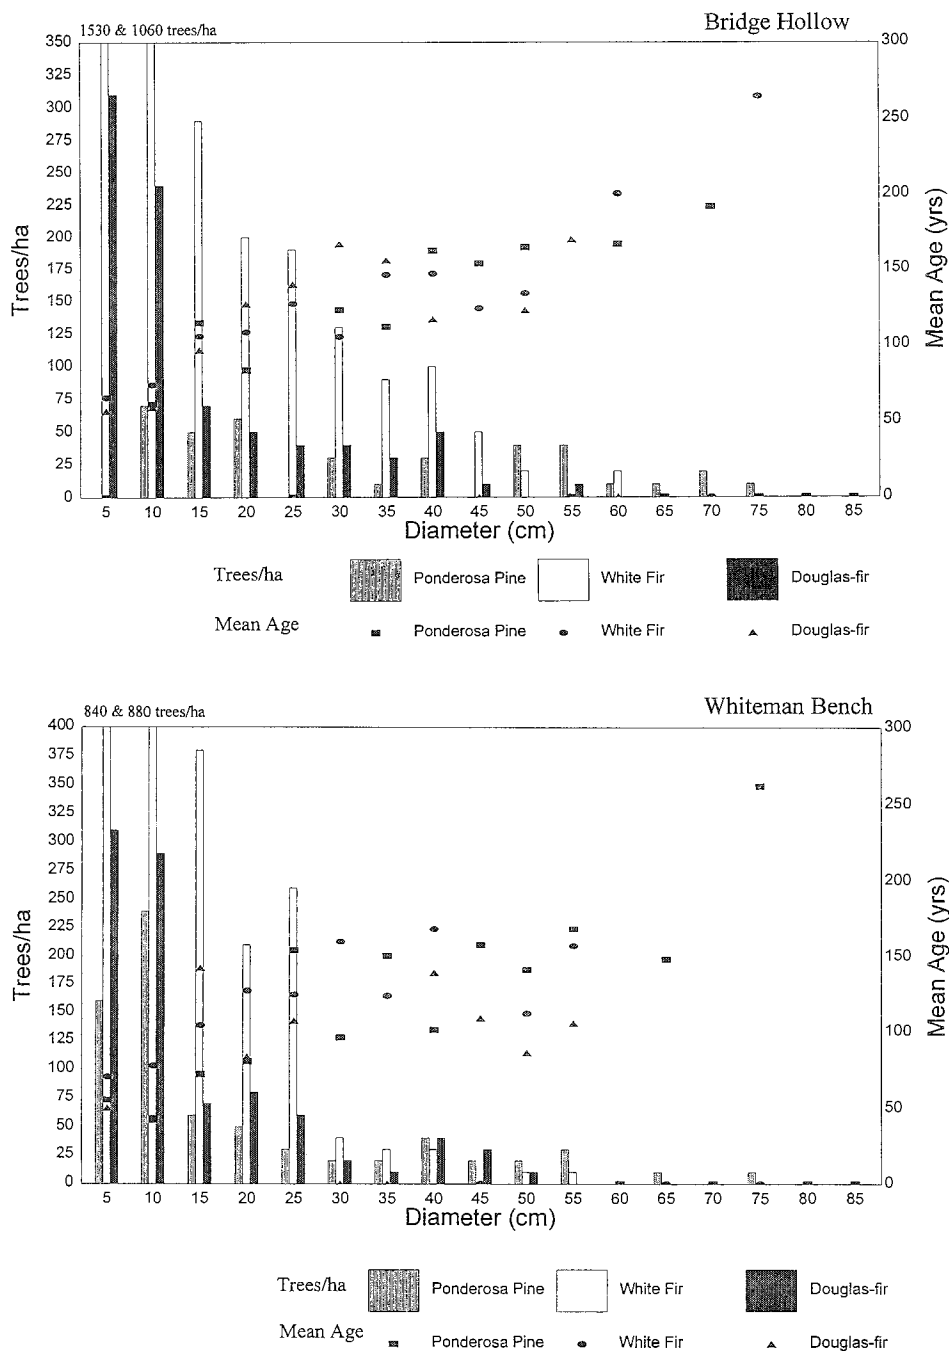 1530 & 1060 trees/ha
Bridge Hollow
350
325
300
275
250
225
200
175
150
125
100
75
50
25
0
Trees/ha
300
250
200
150
100
50
0
Mean Age (yrs)
5 10 15 20 25 30 35 40 45 50 55 60 65 70 75 80 85
Diameter (cm)
Trees/ha Ponderosa Pine White Fir Douglas-fir
Mean Age Ponderosa Pine White Fir Douglas-fir
840 & 880 trees/ha
Whiteman Bench
400
375
350
325
300
275
250
225
200
175
150
125
100
75
50
25
0
Trees/ha
300
250
200
150
100
50
0
Mean Age (yrs)
5 10 15 20 25 30 35 40 45 50 55 60 65 70 75 80 85
Diameter (cm)
Trees/ha Ponderosa Pine White Fir Douglas-fir
Mean Age Ponderosa Pine White Fir Douglas-fir